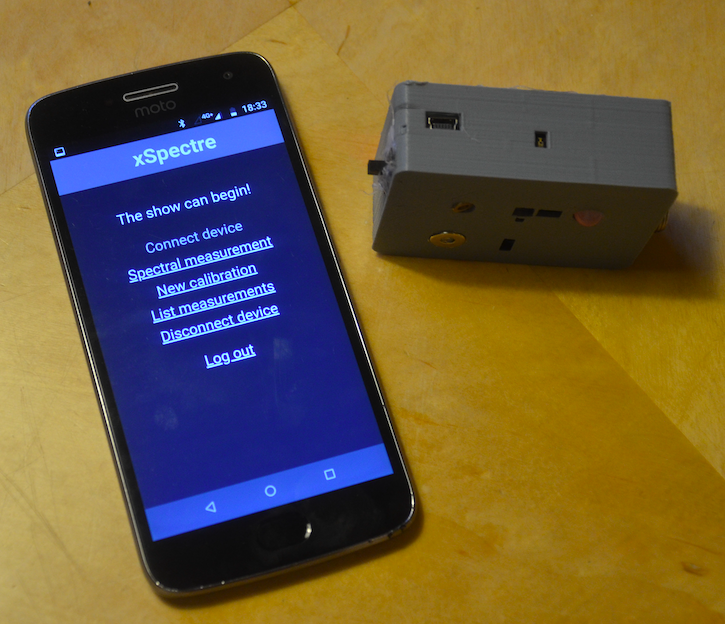 moto
4G+ 18:33
xSpectre
The show can begin!
Connect device
Spectral measurement
New calibration
List measurements
Disconnect device
Log out